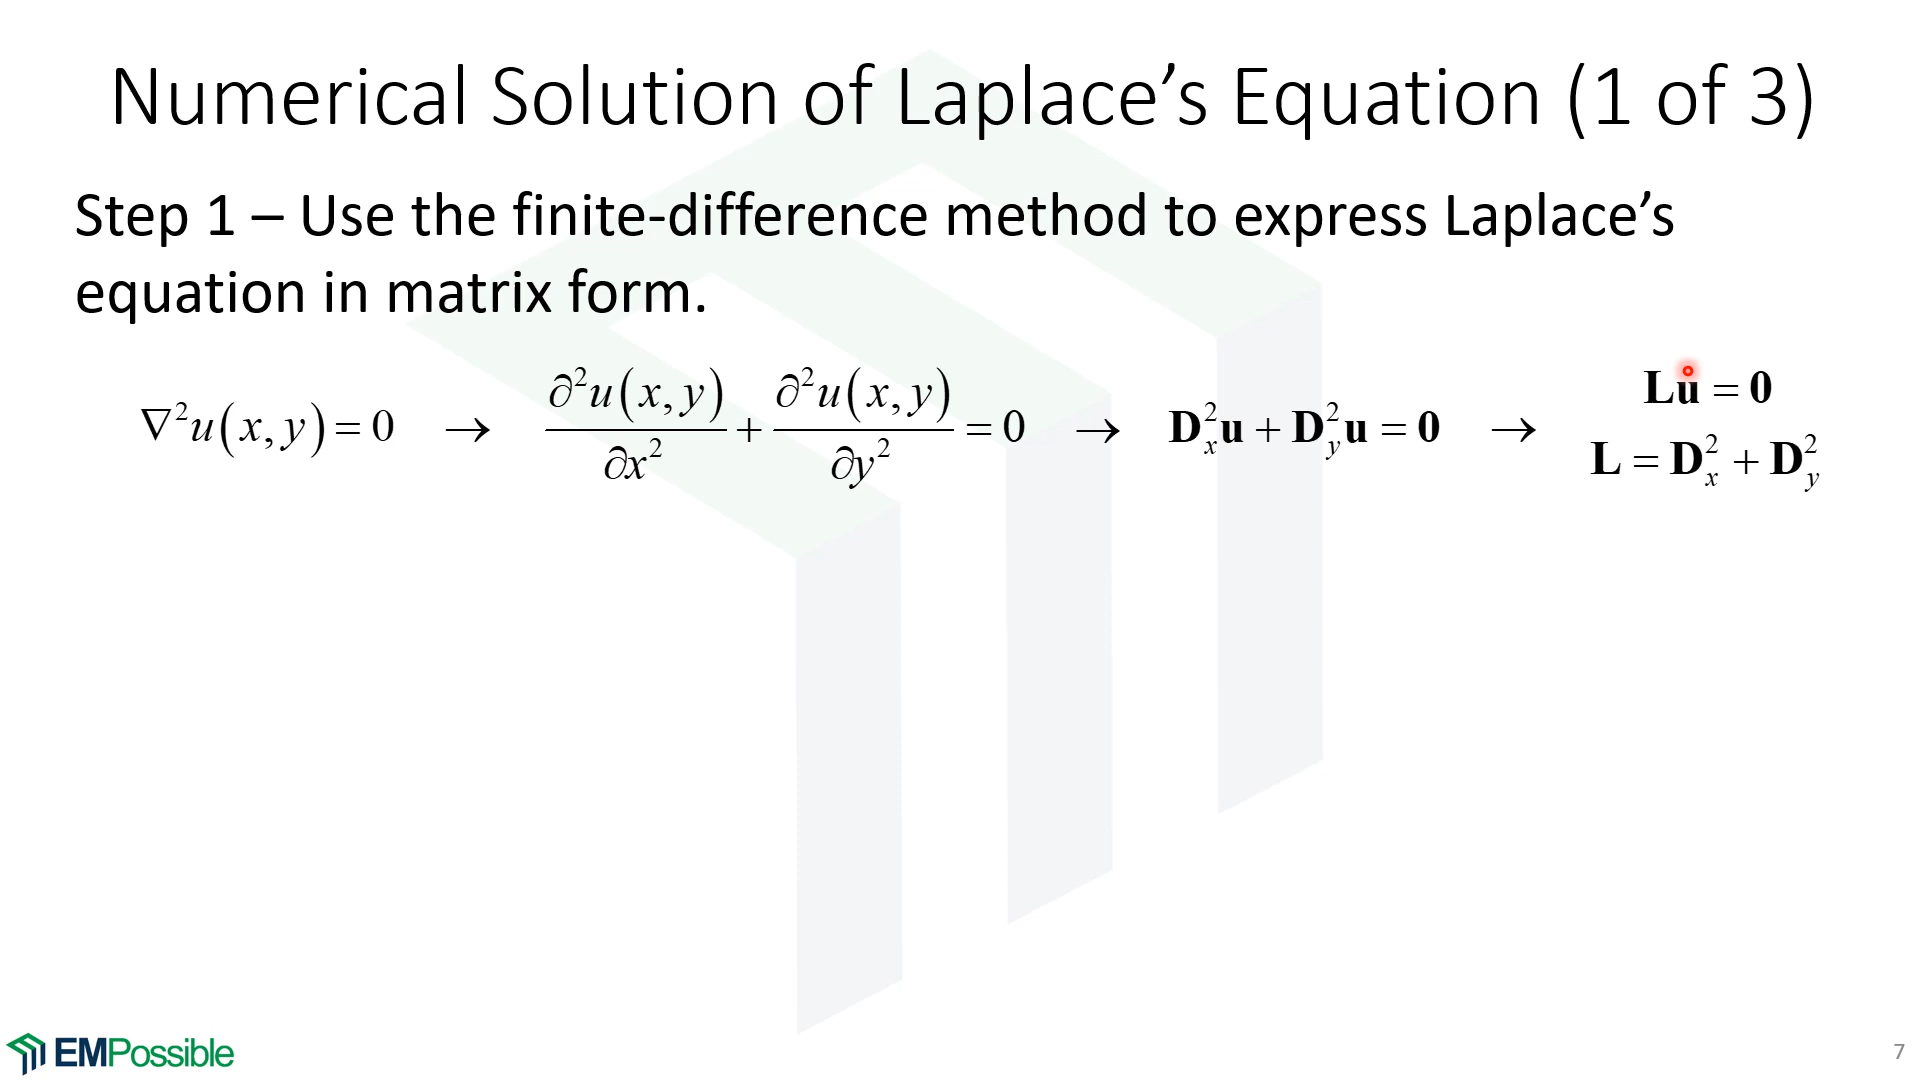 Numerical Solution of Laplace’s Equation (1 of 3)
Step 1 – Use the finite-difference method to express Laplace’s
equation in matrix form.
∇²u(x, y) = 0 → ∂²u(x, y)/∂x² + ∂²u(x, y)/∂y² = 0 → D²ₓu + D²ᵧu = 0 → Lu = 0
L = D²ₓ + D²ᵧ
EMPossible
7